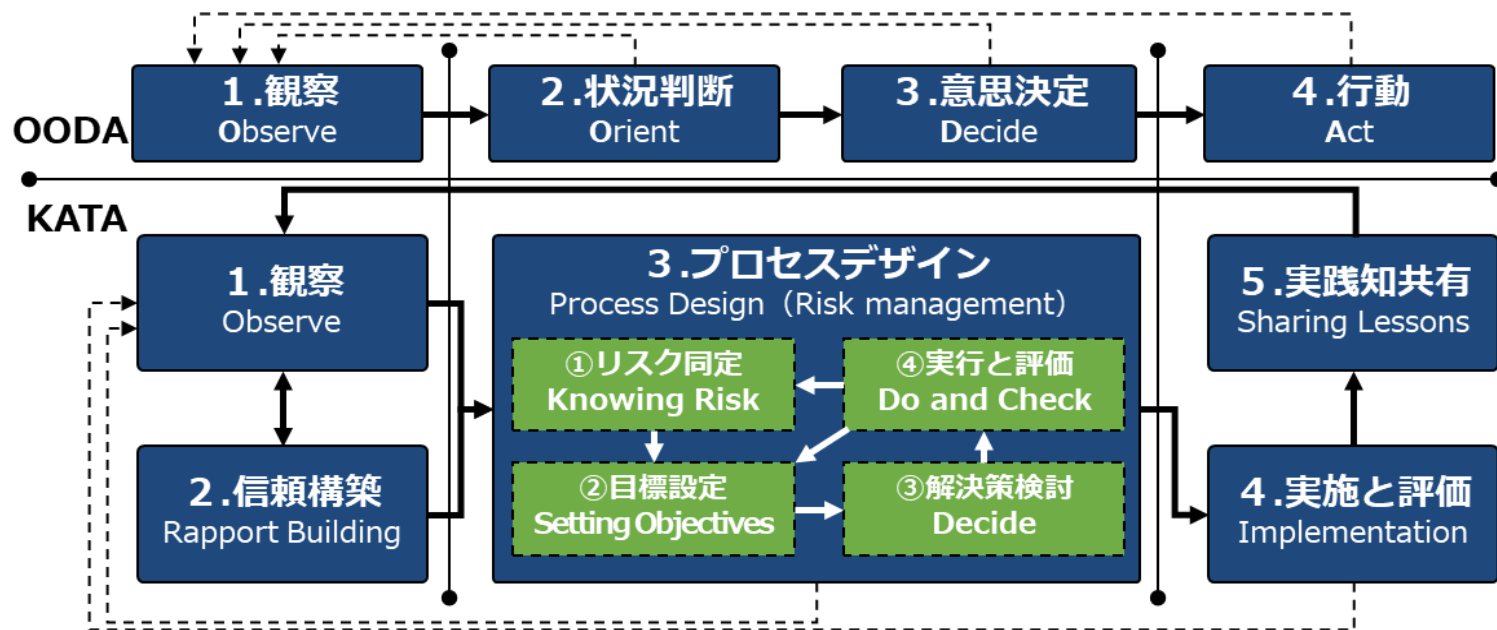 OODA
1.観察
Observe
2.状況判断
Orient
3.意思決定
Decide
4.行動
Act
KATA
1.観察
Observe
2.信頼構築
Rapport Building
3.プロセスデザイン
Process Design（Risk management）
①リスク同定
Knowing Risk
④実行と評価
Do and Check
②目標設定
Setting Objectives
③解決策検討
Decide
5.実践知共有
Sharing Lessons
4.実施と評価
Implementation